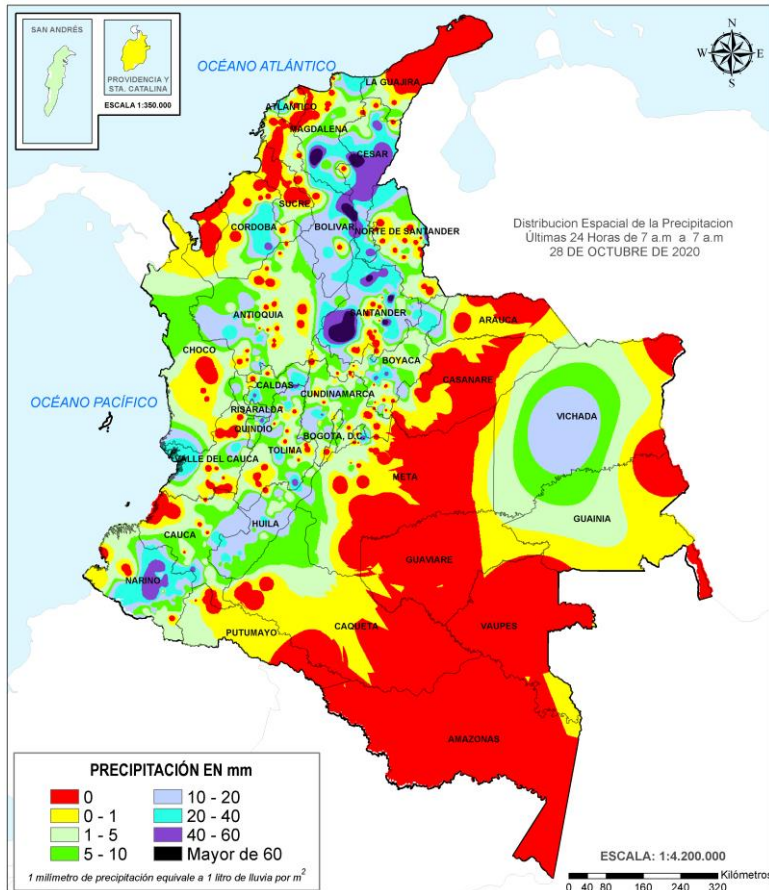 SAN ANDRÉS
PROVIDENCIA Y
STA. CATALINA
ESCALA 1:350.000
N
W
E
S
OCÉANO ATLÁNTICO
LA GUAJIRA
ATLANTICO
MAGDALENA
CESAR
SUCRE
CORDOBA
BOLIVAR
NORTE DE SANTANDER
Distribucion Espacial de la Precipitacion
Últimas 24 Horas de 7 a.m a 7 a.m
28 DE OCTUBRE DE 2020
ANTIOQUIA
SANTANDER
ARAUCA
CHOCO
BOYACA
CASANARE
CALDAS
CUNDINAMARCA
OCÉANO PACÍFICO
RISARALDA
VICHADA
QUINDIO
BOGOTA, D.C.
TOLIMA
VALLE DEL CAUCA
META
GUAINIA
HUILA
CAUCA
GUAVIARE
NARIÑO
PUTUMAYO
CAQUETA
VAUPES
AMAZONAS
PRECIPITACIÓN EN mm
0
10 - 20
0 - 1
20 - 40
1 - 5
40 - 60
5 - 10
Mayor de 60
1 milímetro de precipitación equivale a 1 litro de lluvia por m²
ESCALA: 1:4.200.000
Kilómetros
0 40 80 160 240 320